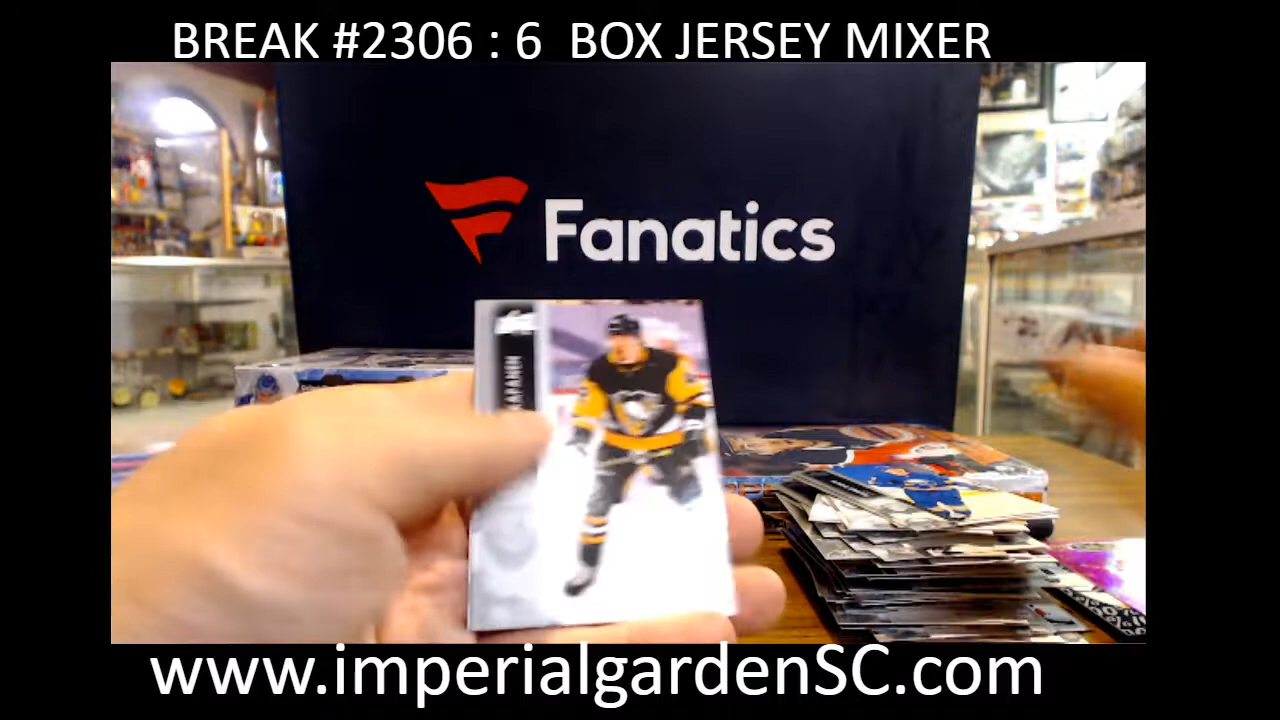 BREAK #2306 : 6 BOX JERSEY MIXER
Fanatics
www.imperialgardenSC.com